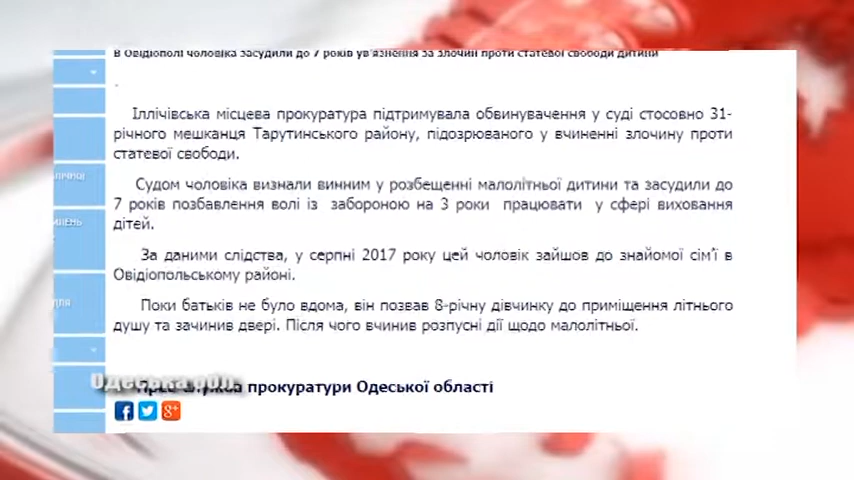 В Овідіополі чоловіка засудили до 7 років ув'язнення за злочин проти статевої свободи дитини
Іллічівська місцева прокуратура підтримувала обвинувачення у суді стосовно 31-
річного мешканця Тарутинського району, підозрюваного у вчиненні злочину проти
статевої свободи.
Судом чоловіка визнали винним у розбещенні малолітньої дитини та засудили до
7 років позбавлення волі із забороною на 3 роки працювати у сфері виховання
дітей.
За даними слідства, у серпні 2017 року цей чоловік зайшов до знайомої сім'ї в
Овідіопольському районі.
Поки батьків не було вдома, він позвав 8-річну дівчинку до приміщення літнього
душу та зачинив двері. Після чого вчинив розпусні дії щодо малолітньої.
Одеська обл.
прокуратури Одеської області